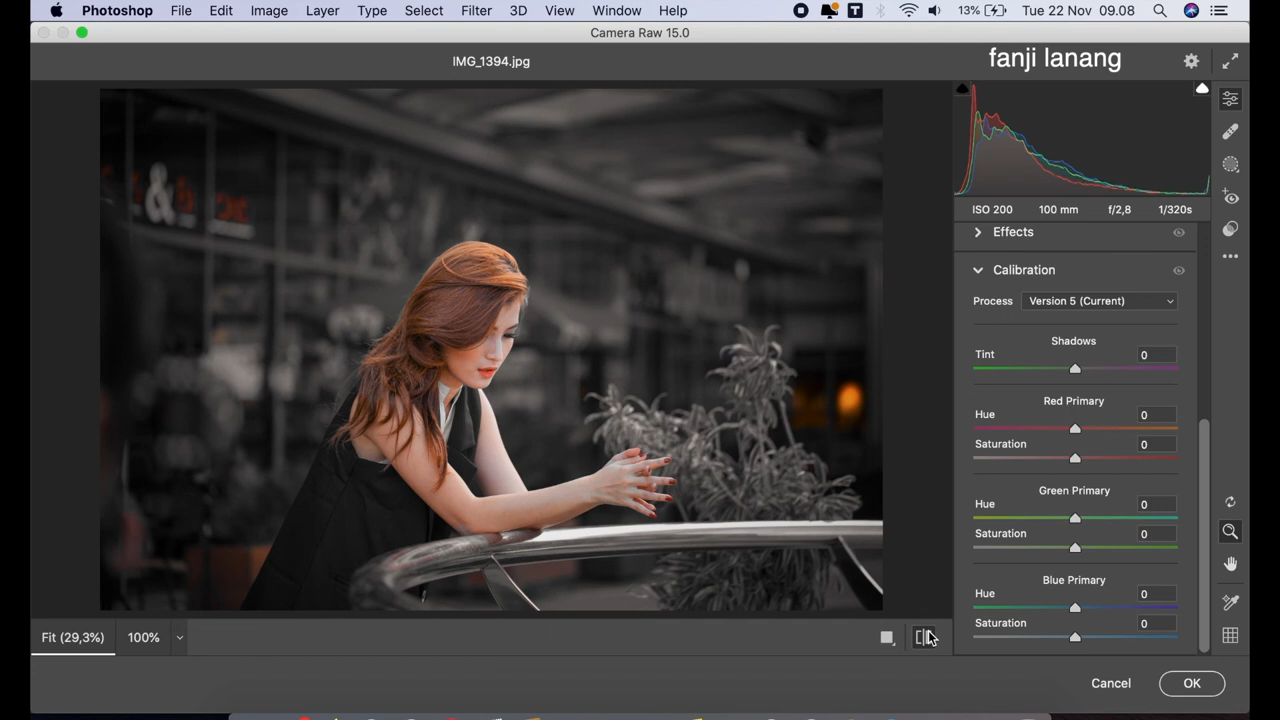 Photoshop File Edit Image Layer Type Select Filter 3D View Window Help T 13% Tue 22 Nov 09.08
Camera Raw 15.0
IMG_1394.jpg
fanji lanang
&
ISO 200 100 mm f/2,8 1/320s
Effects
Calibration
Process Version 5 (Current)
Shadows
Tint 0
Red Primary
Hue 0
Saturation 0
Green Primary
Hue 0
Saturation 0
Blue Primary
Hue 0
Saturation 0
Fit (29,3%) 100%
Cancel OK